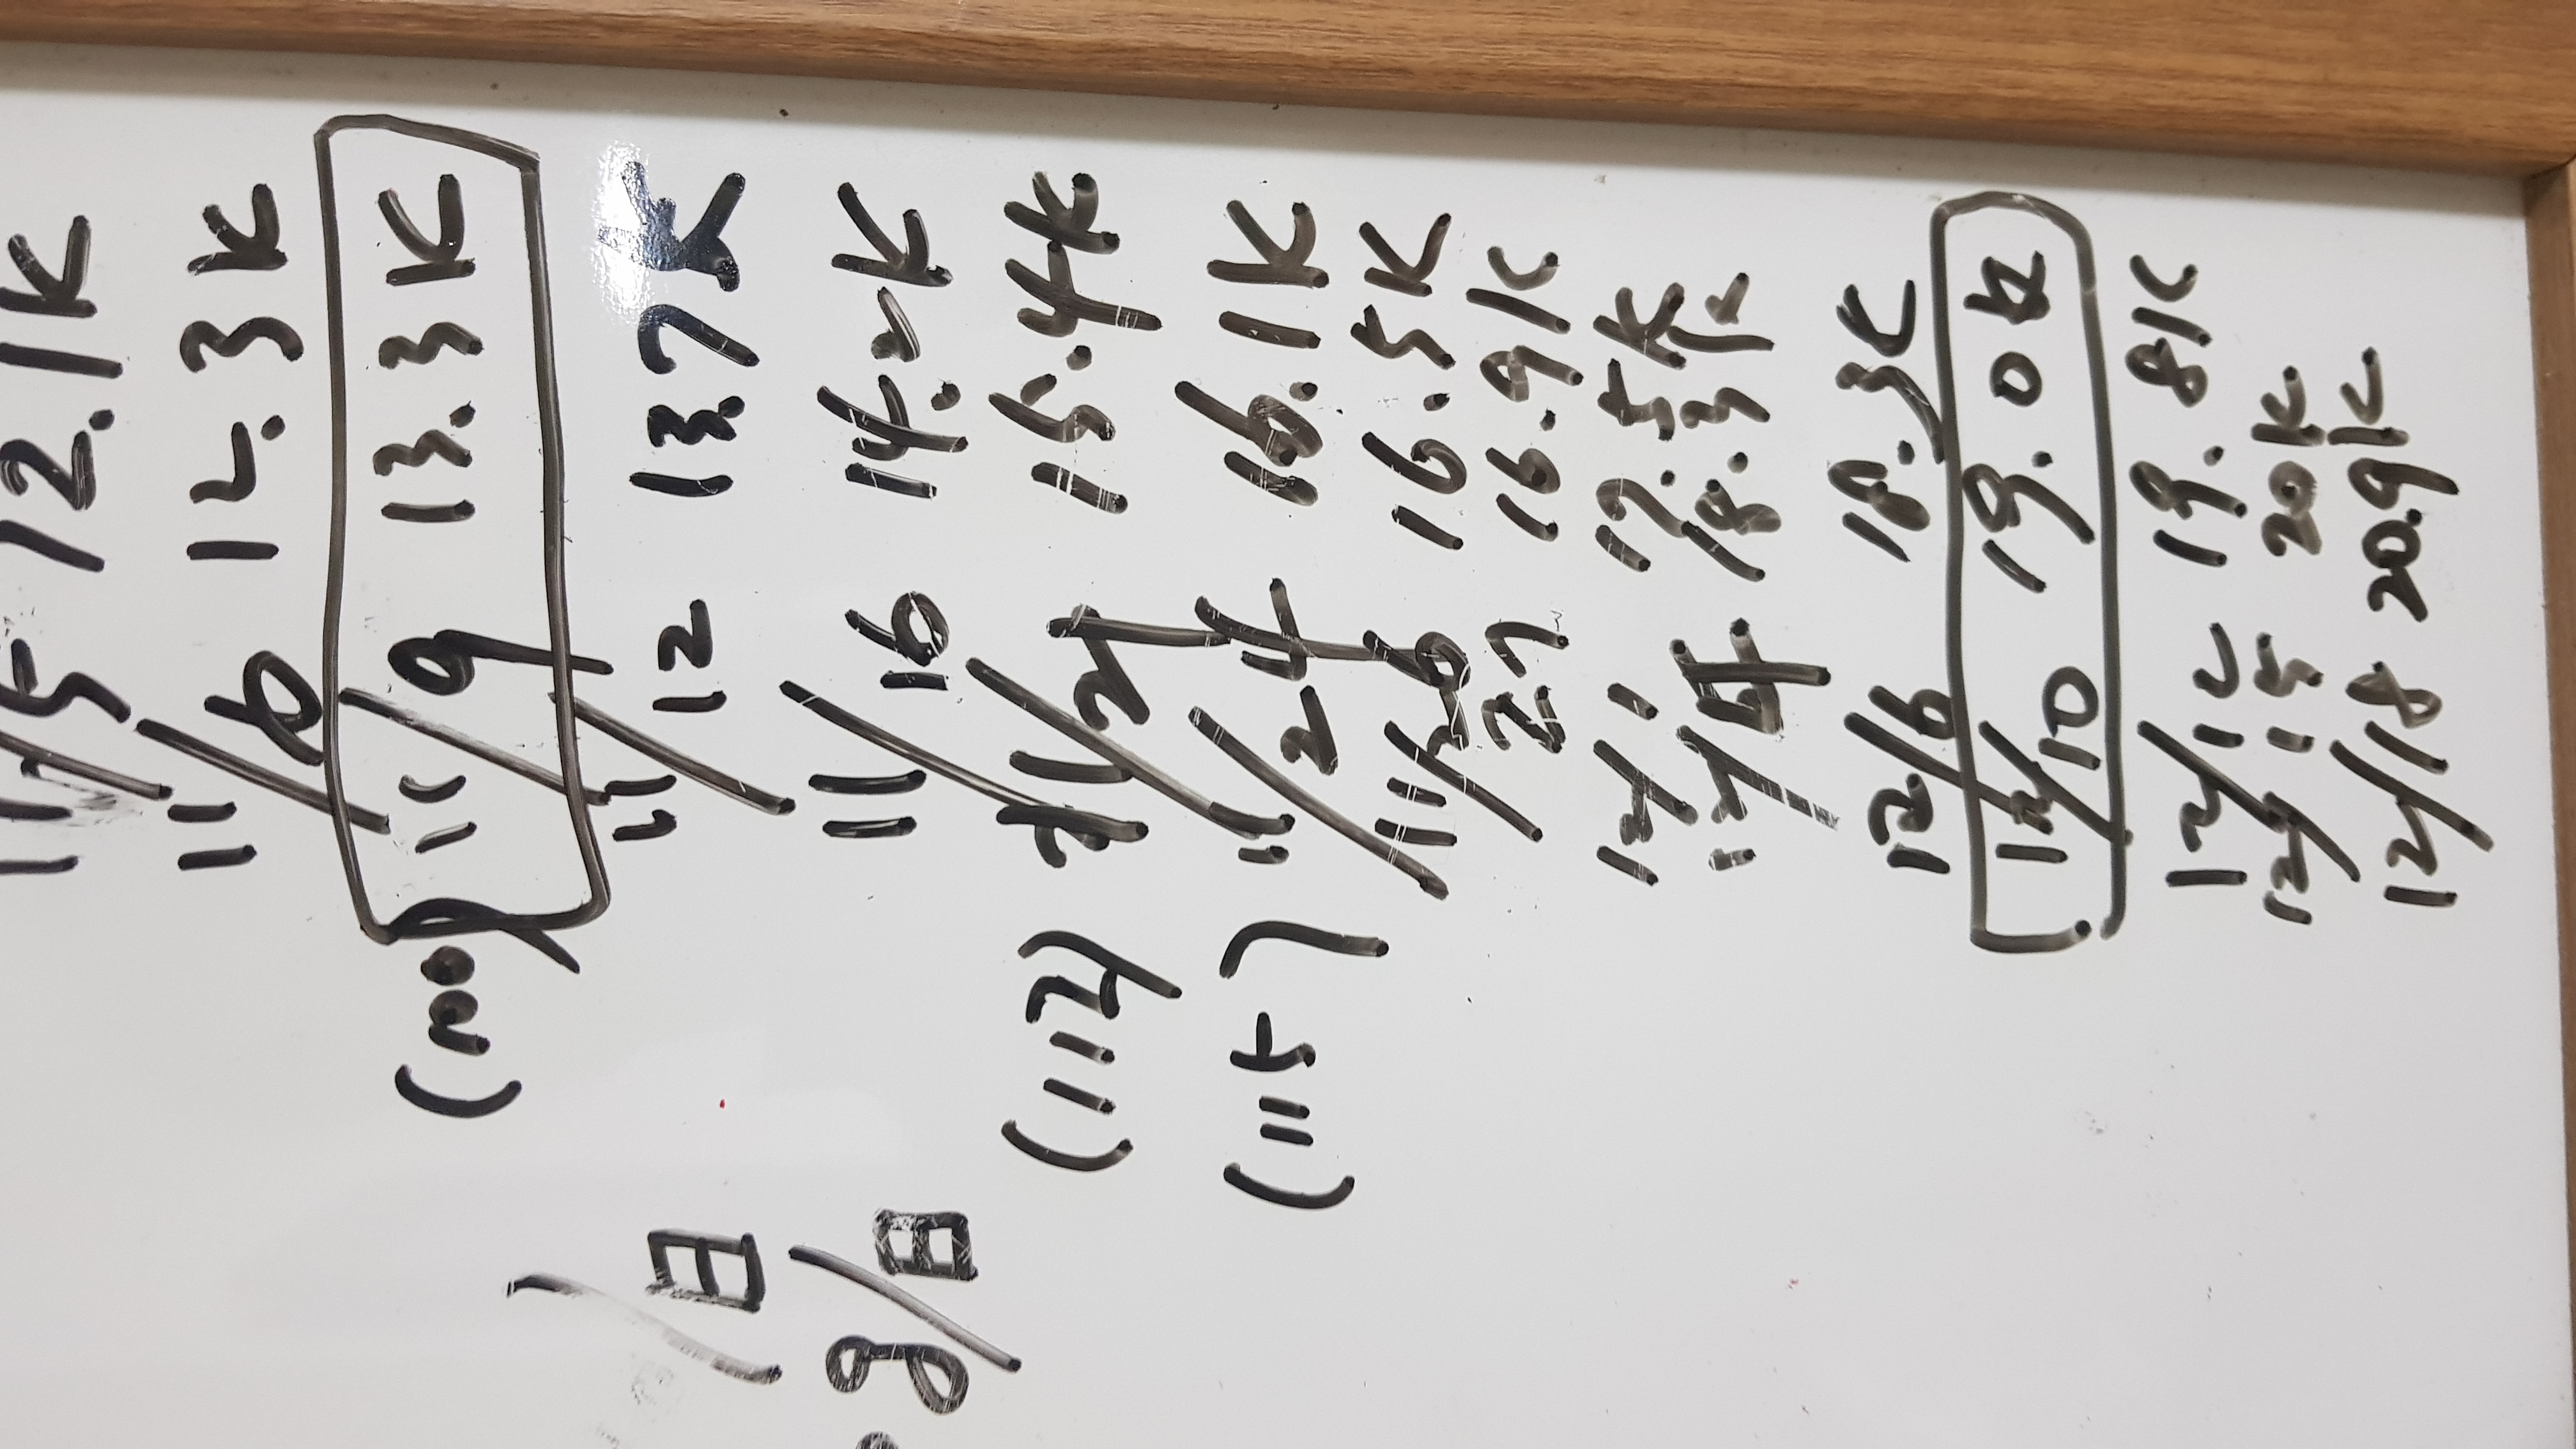 11/5 12.1K
11/6 12.3K
(100) 11/9 13.3K
11/12 13.7K
/日
g/日
11/16 14.2K
(112) 11/21 15.4K
(115) 11/24 16.1K
11/26 16.5K
27 16.9K
12/1 17.5K
12/4 18.3K
12/6 18.3K
12/10 19.0K
12/12 19.8K
12/15 20K
12/18 20.9K